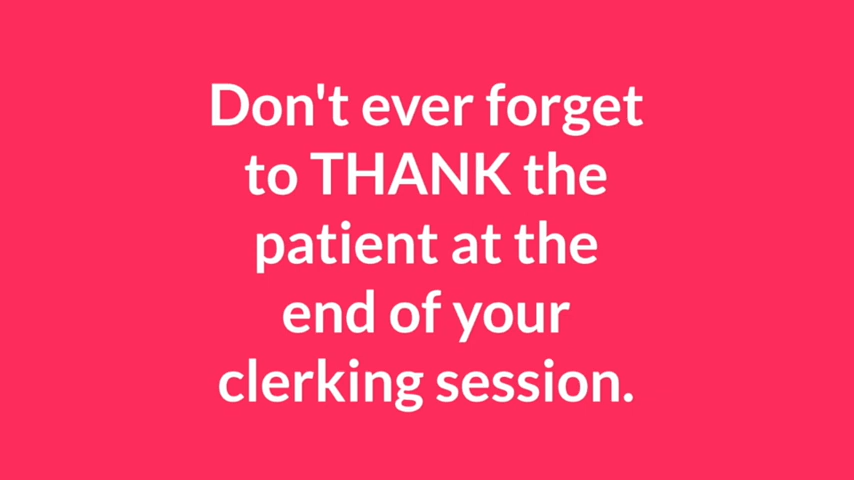 Don't ever forget
to THANK the
patient at the
end of your
clerking session.